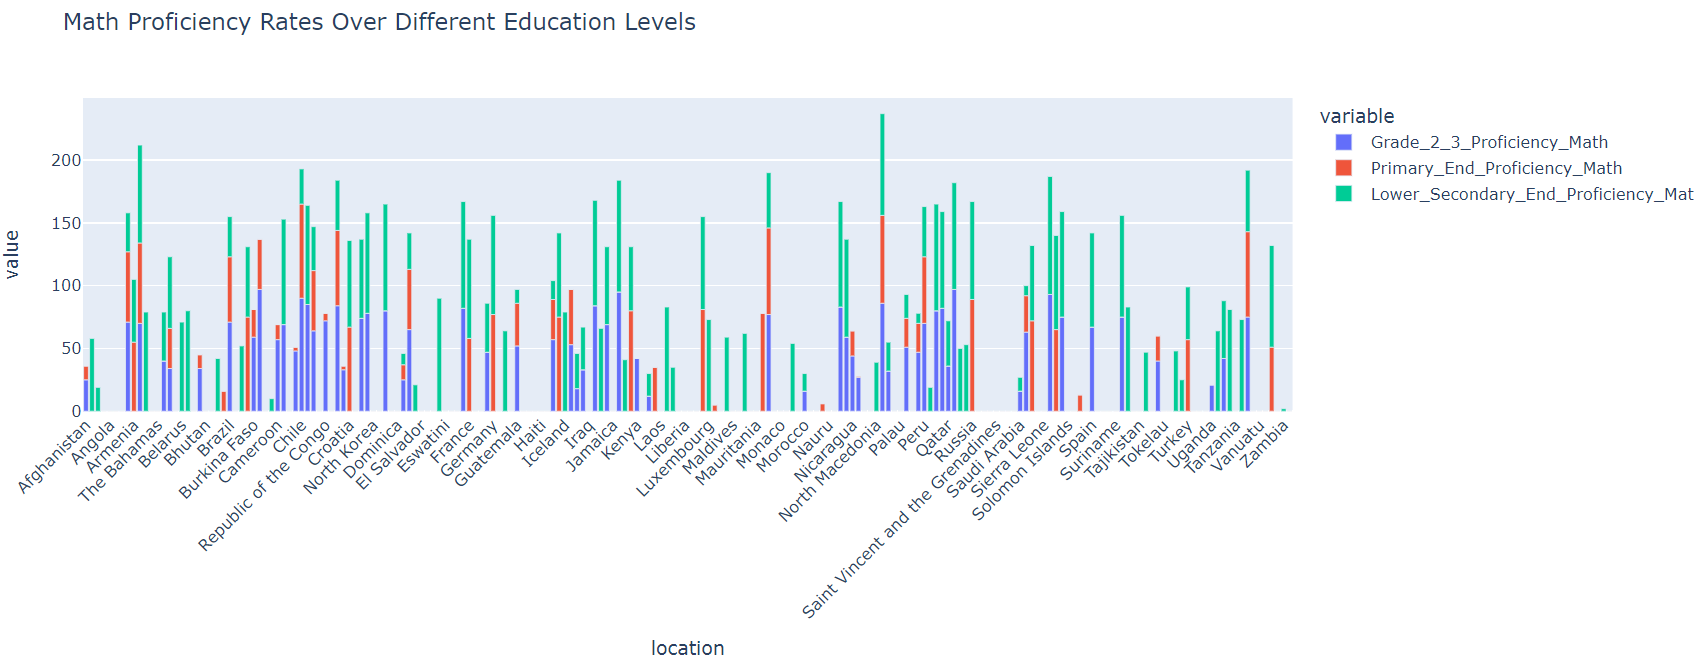 Math Proficiency Rates Over Different Education Levels
variable
Grade_2_3_Proficiency_Math
Primary_End_Proficiency_Math
Lower_Secondary_End_Proficiency_Mat
value
200
150
100
50
0
Afghanistan
Angola
Armenia
The Bahamas
Belarus
Bhutan
Brazil
Burkina Faso
Cameroon
Chile
Republic of the Congo
Croatia
North Korea
Dominica
El Salvador
Eswatini
France
Germany
Guatemala
Haiti
Iceland
Iraq
Jamaica
Kenya
Laos
Liberia
Luxembourg
Maldives
Mauritania
Monaco
Morocco
Nauru
Nicaragua
North Macedonia
Palau
Peru
Qatar
Russia
Saint Vincent and the Grenadines
Saudi Arabia
Sierra Leone
Solomon Islands
Spain
Suriname
Tajikistan
Tokelau
Turkey
Uganda
Tanzania
Vanuatu
Zambia
location